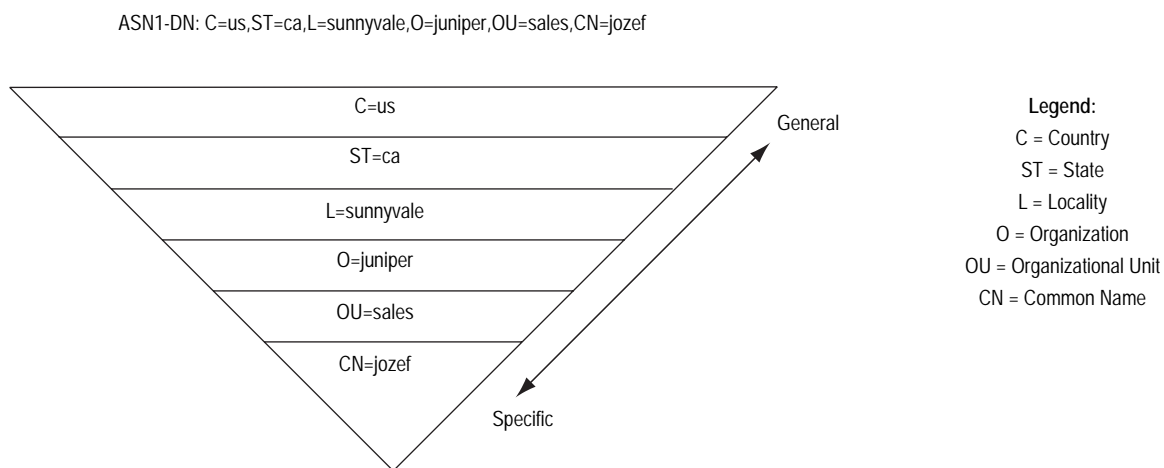 ASN1-DN: C=us,ST=ca,L=sunnyvale,O=juniper,OU=sales,CN=jozef
C=us
ST=ca
L=sunnyvale
O=juniper
OU=sales
CN=jozef
General
Specific
Legend:
C = Country
ST = State
L = Locality
O = Organization
OU = Organizational Unit
CN = Common Name